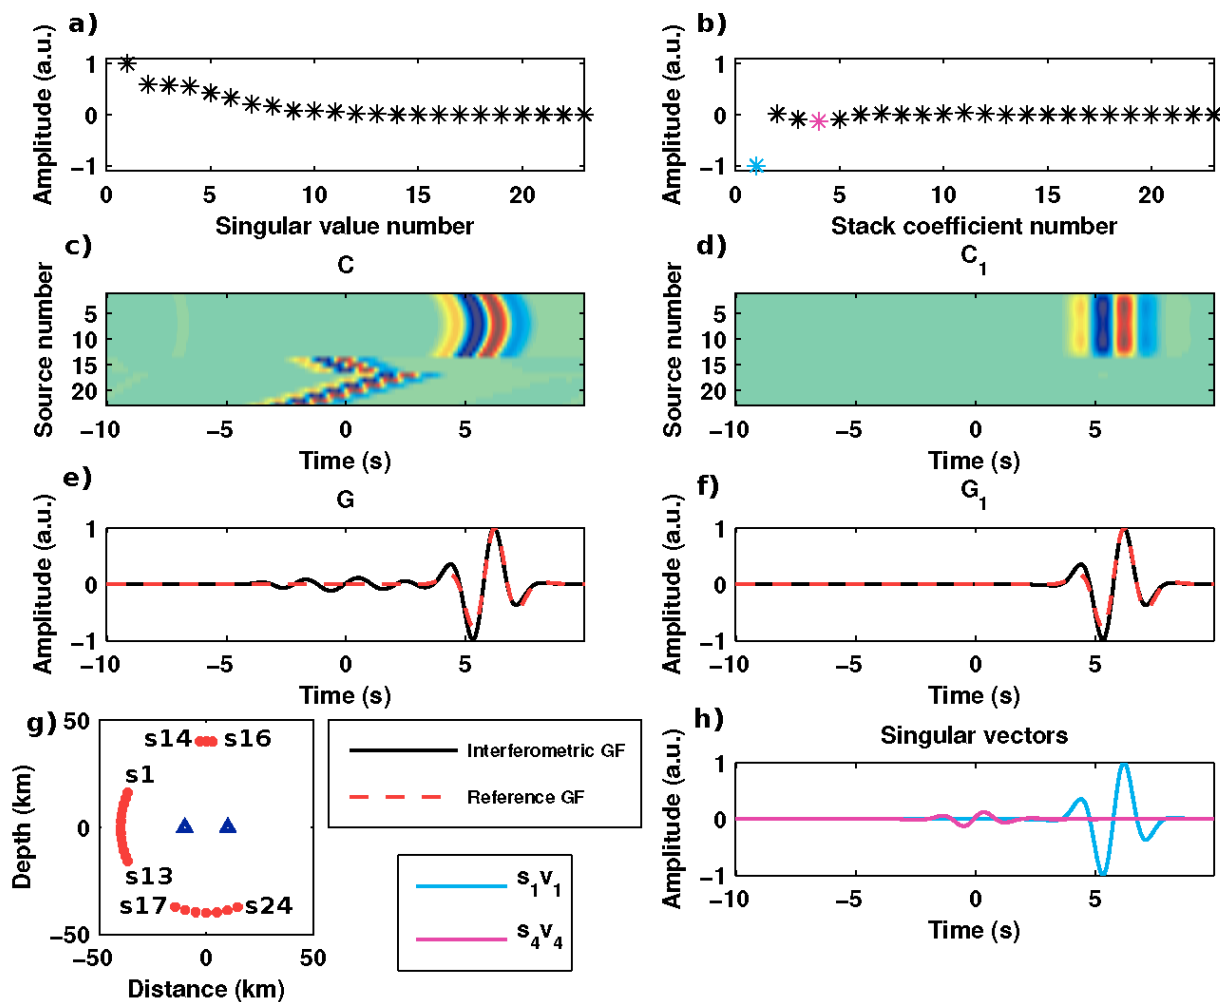 a)
Amplitude (a.u.)
1
0
−1
0 5 10 15 20
Singular value number
b)
Amplitude (a.u.)
1
0
−1
0 5 10 15 20
Stack coefficient number
c)
C
Source number
5
10
15
20
−10 −5 0 5
Time (s)
d)
C1
Source number
5
10
15
20
−10 −5 0 5
Time (s)
e)
G
Amplitude (a.u.)
1
0
−1
−10 −5 0 5
Time (s)
f)
G1
Amplitude (a.u.)
1
0
−1
−10 −5 0 5
Time (s)
g)
Depth (km)
50
0
−50
s14 s16
s1
s13
s17 s24
−50 0 50
Distance (km)
Interferometric GF
Reference GF
s1v1
s4v4
h)
Singular vectors
Amplitude (a.u.)
1
0
−1
−10 −5 0 5
Time (s)